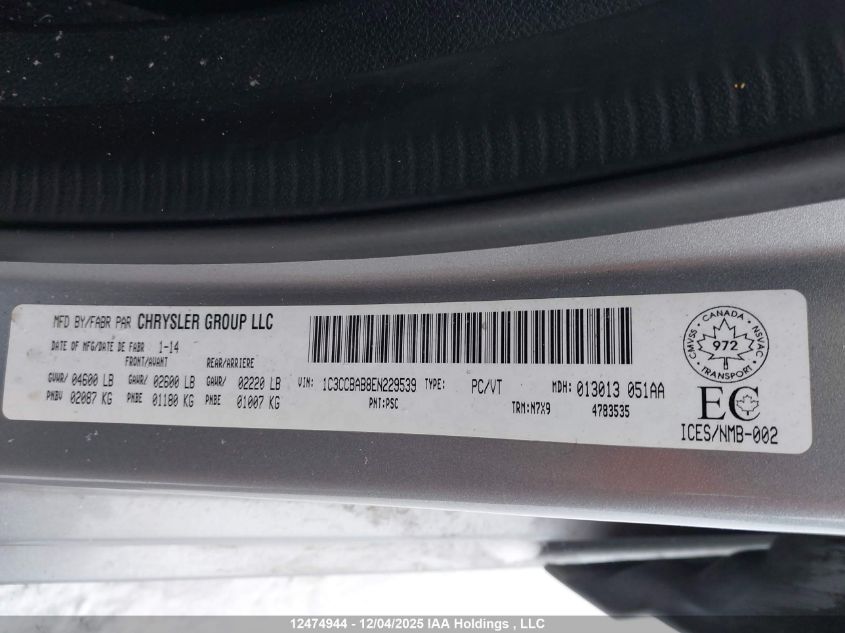 MFD BY/FABR PAR CHRYSLER GROUP LLC
DATE OF MFG/DATE DE FABR 1-14
FRONT/AVANT REAR/ARRIERE
GVWR/ 04600 LB GAWR/ 02600 LB GAWR/ 02220 LB
PNBV 02087 KG PNBE 01180 KG PNBE 01007 KG
VIN: 1C3CCBAB8EN229539 TYPE: PC/VT MDH: 013013 051AA
PNT:PSC TRM:M7X9 4783535
CMVSS · CANADA · NSVAC
972
TRANSPORT
EC
ICES/NMB-002
12474944 - 12/04/2025 IAA Holdings , LLC